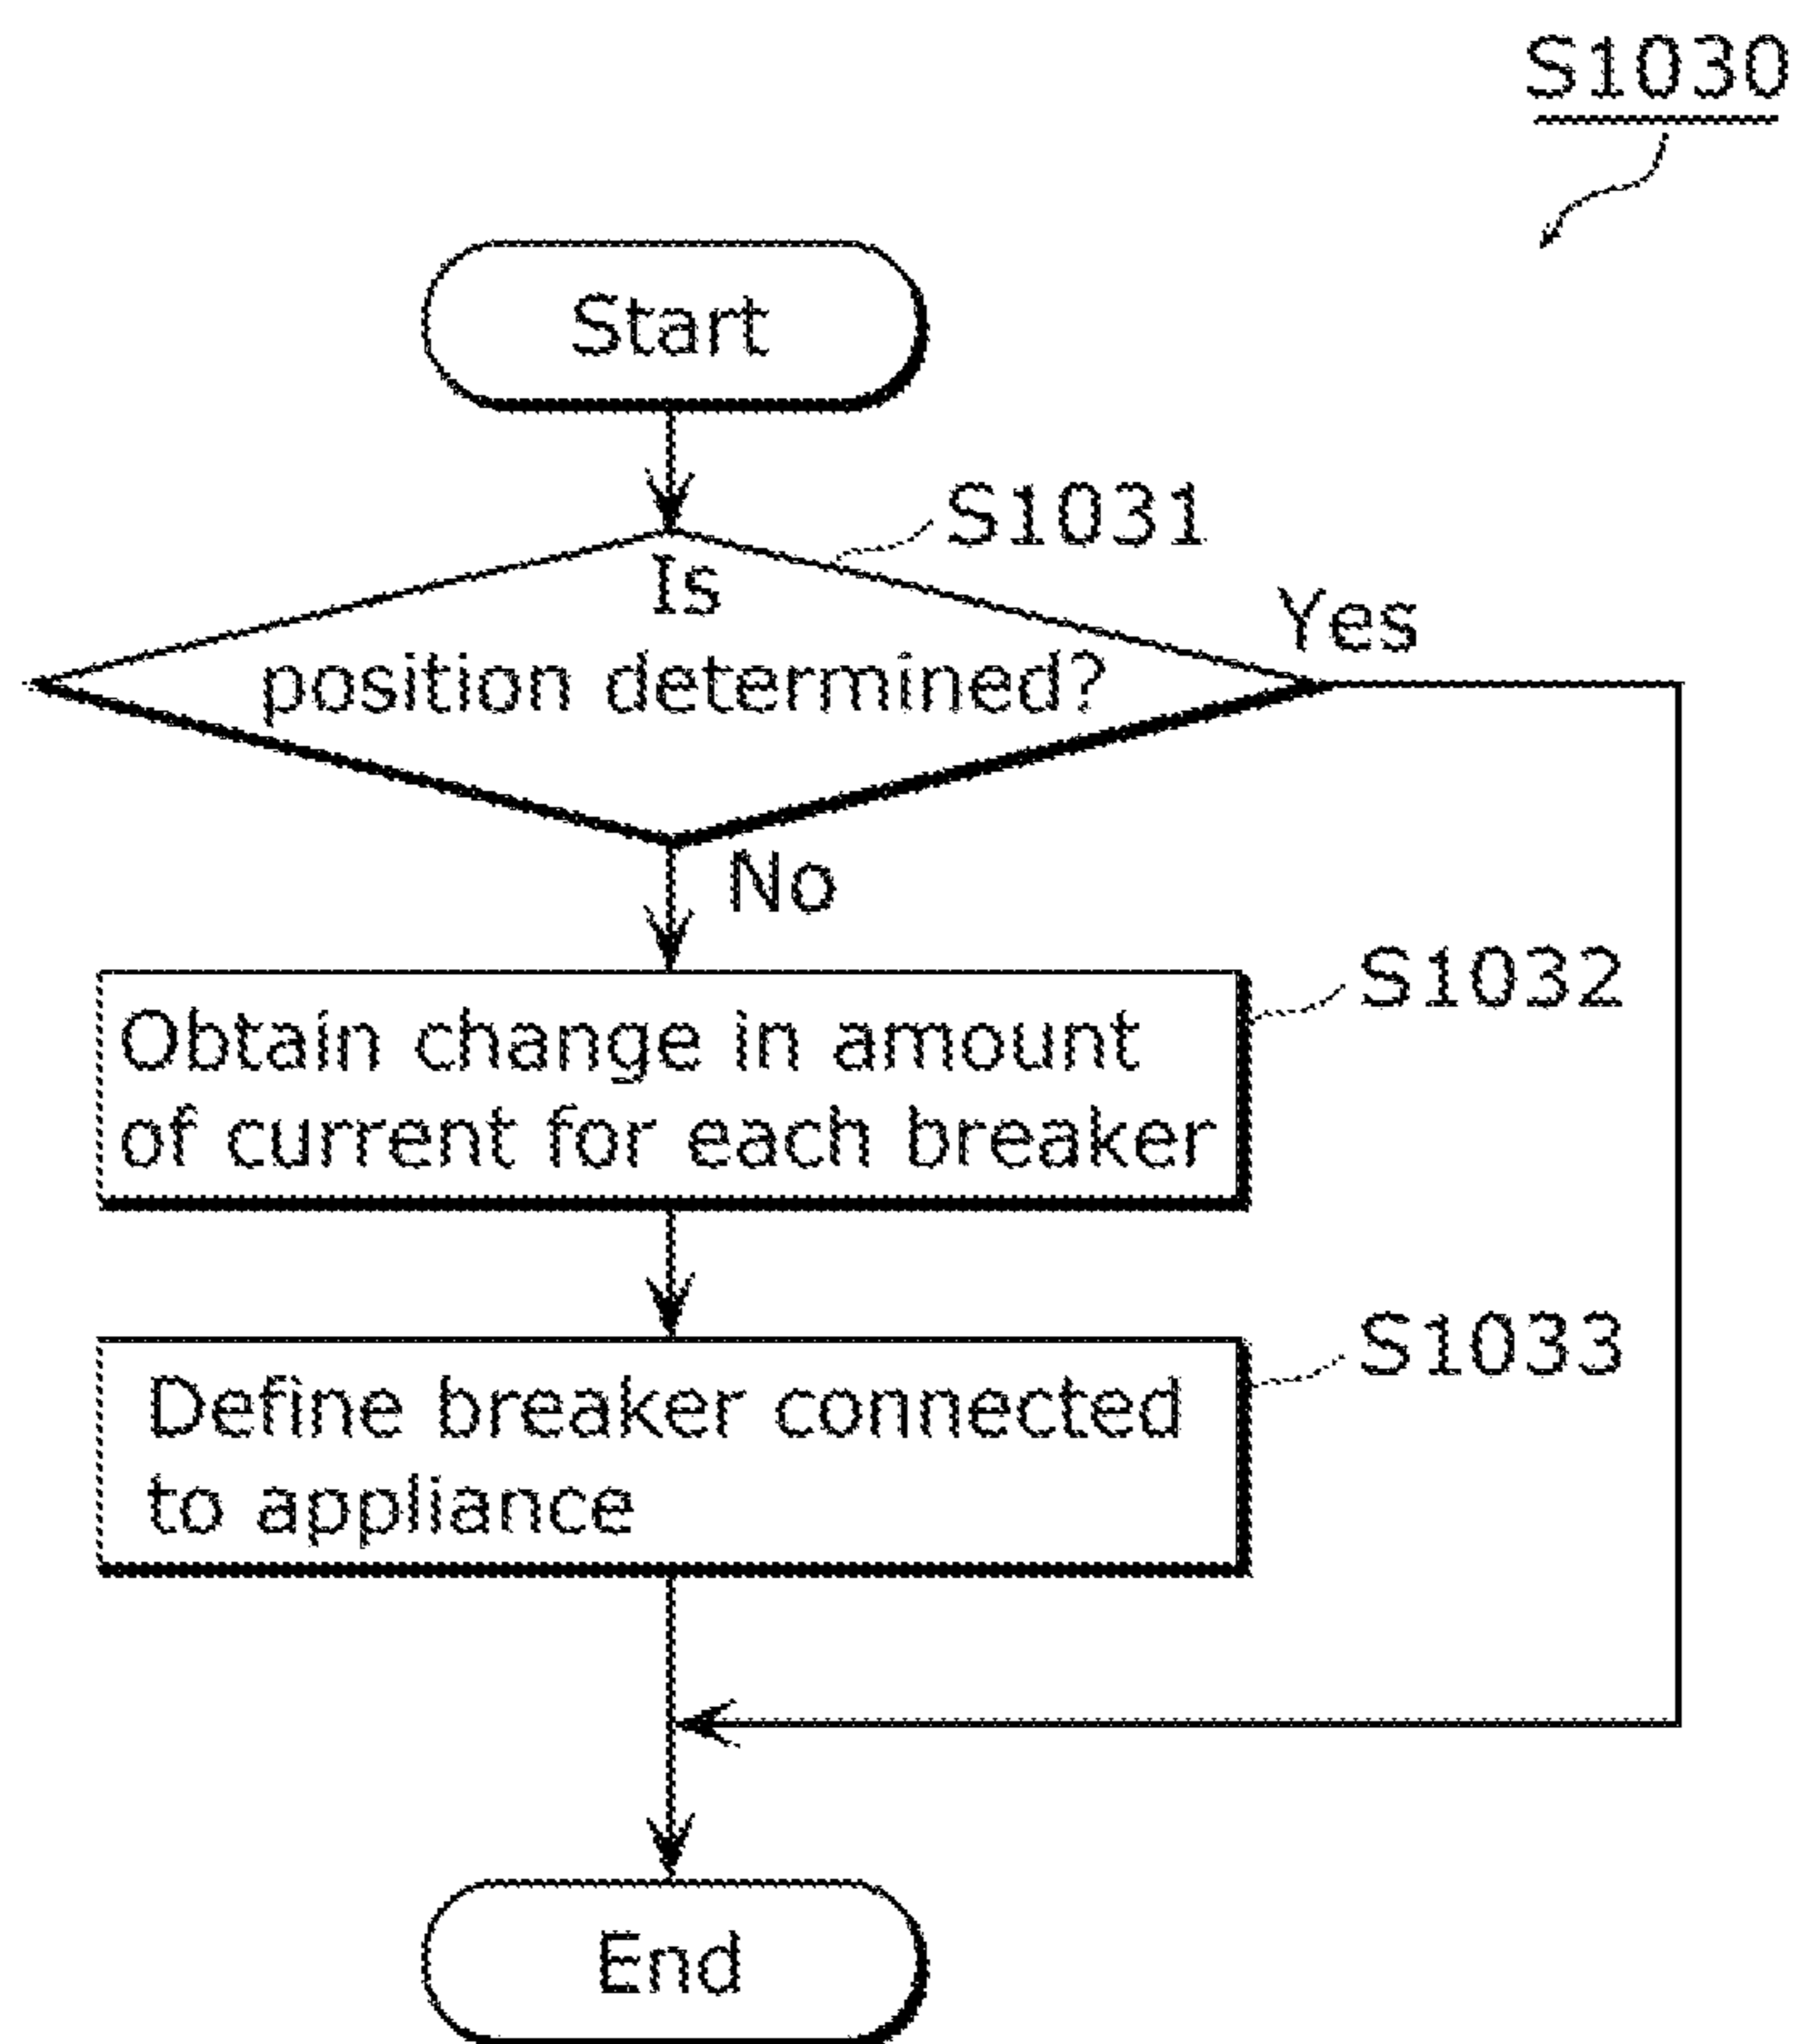 S1030
Start
S1031
Is
position determined?
Yes
No
S1032
Obtain change in amount
of current for each breaker
S1033
Define breaker connected
to appliance
End